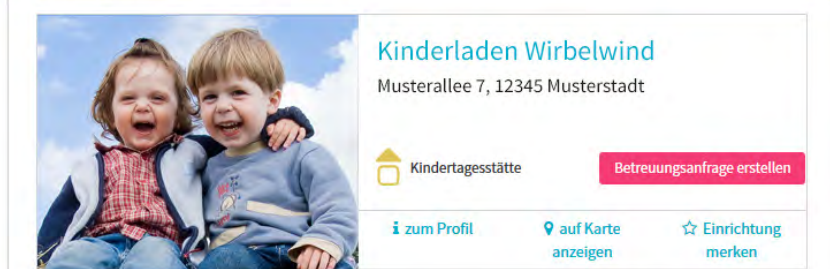 Kinderladen Wirbelwind
Musterallee 7, 12345 Musterstadt
Kindertagesstätte
Betreuungsanfrage erstellen
zum Profil
auf Karte
anzeigen
Einrichtung
merken